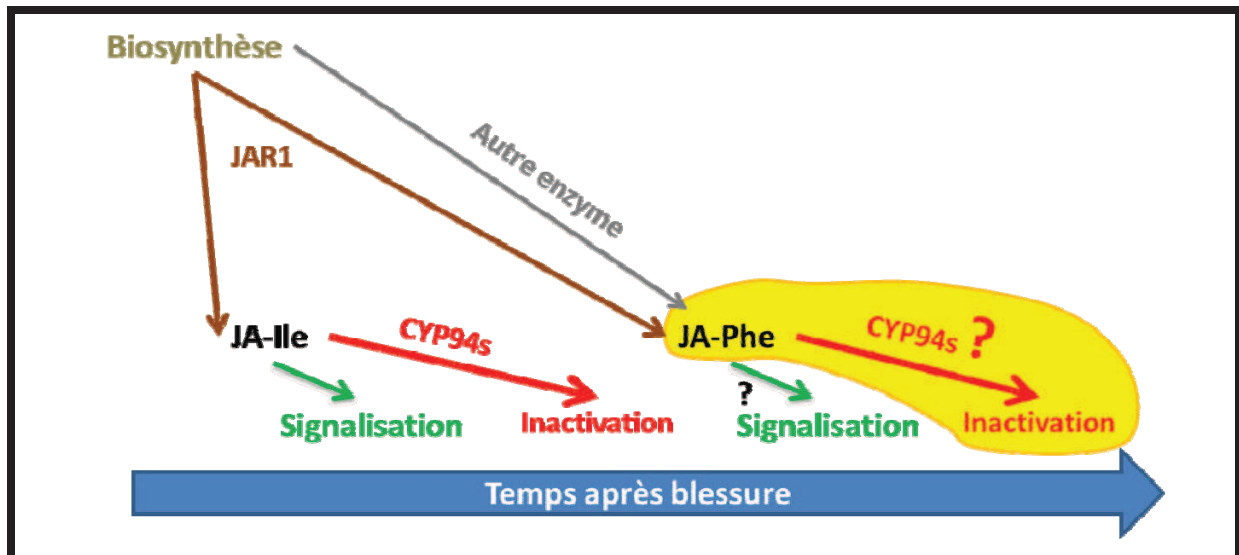 Biosynthèse
JAR1
Autre enzyme
JA-Ile
CYP94s
JA-Phe
CYP94s ?
?
Signalisation
Inactivation
Signalisation
Inactivation
Temps après blessure